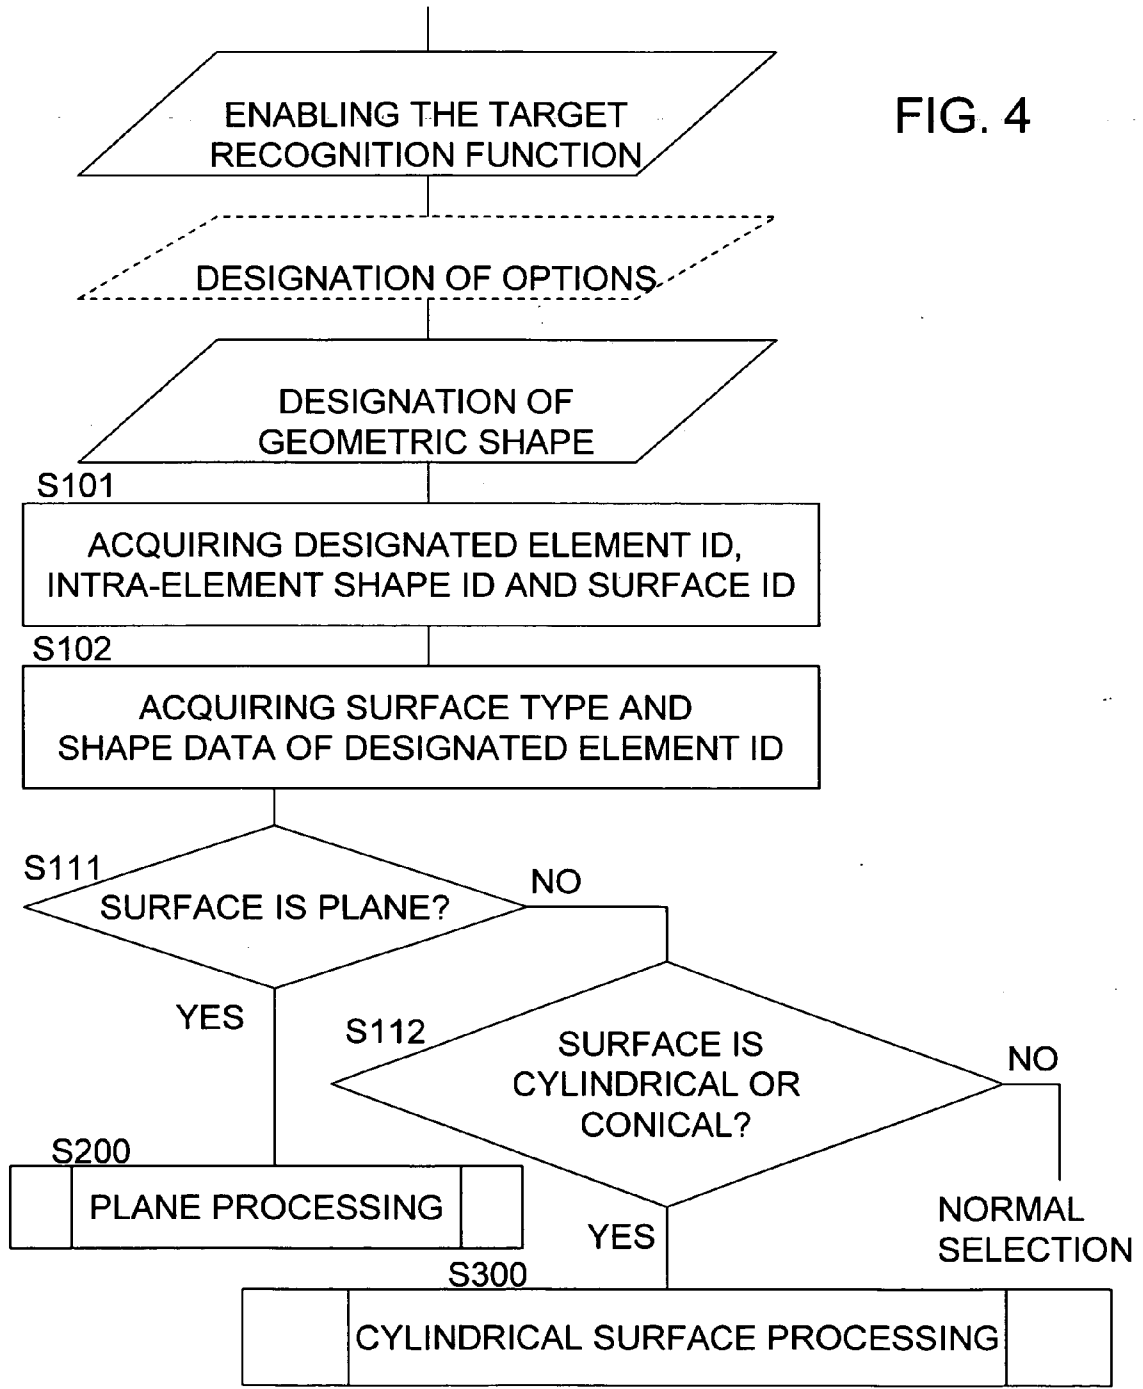 FIG. 4
ENABLING THE TARGET
RECOGNITION FUNCTION
DESIGNATION OF OPTIONS
DESIGNATION OF
GEOMETRIC SHAPE
S101
ACQUIRING DESIGNATED ELEMENT ID,
INTRA-ELEMENT SHAPE ID AND SURFACE ID
S102
ACQUIRING SURFACE TYPE AND
SHAPE DATA OF DESIGNATED ELEMENT ID
S111
SURFACE IS PLANE?
NO
YES
S112
SURFACE IS
CYLINDRICAL OR
CONICAL?
NO
S200
PLANE PROCESSING
YES
NORMAL
SELECTION
S300
CYLINDRICAL SURFACE PROCESSING